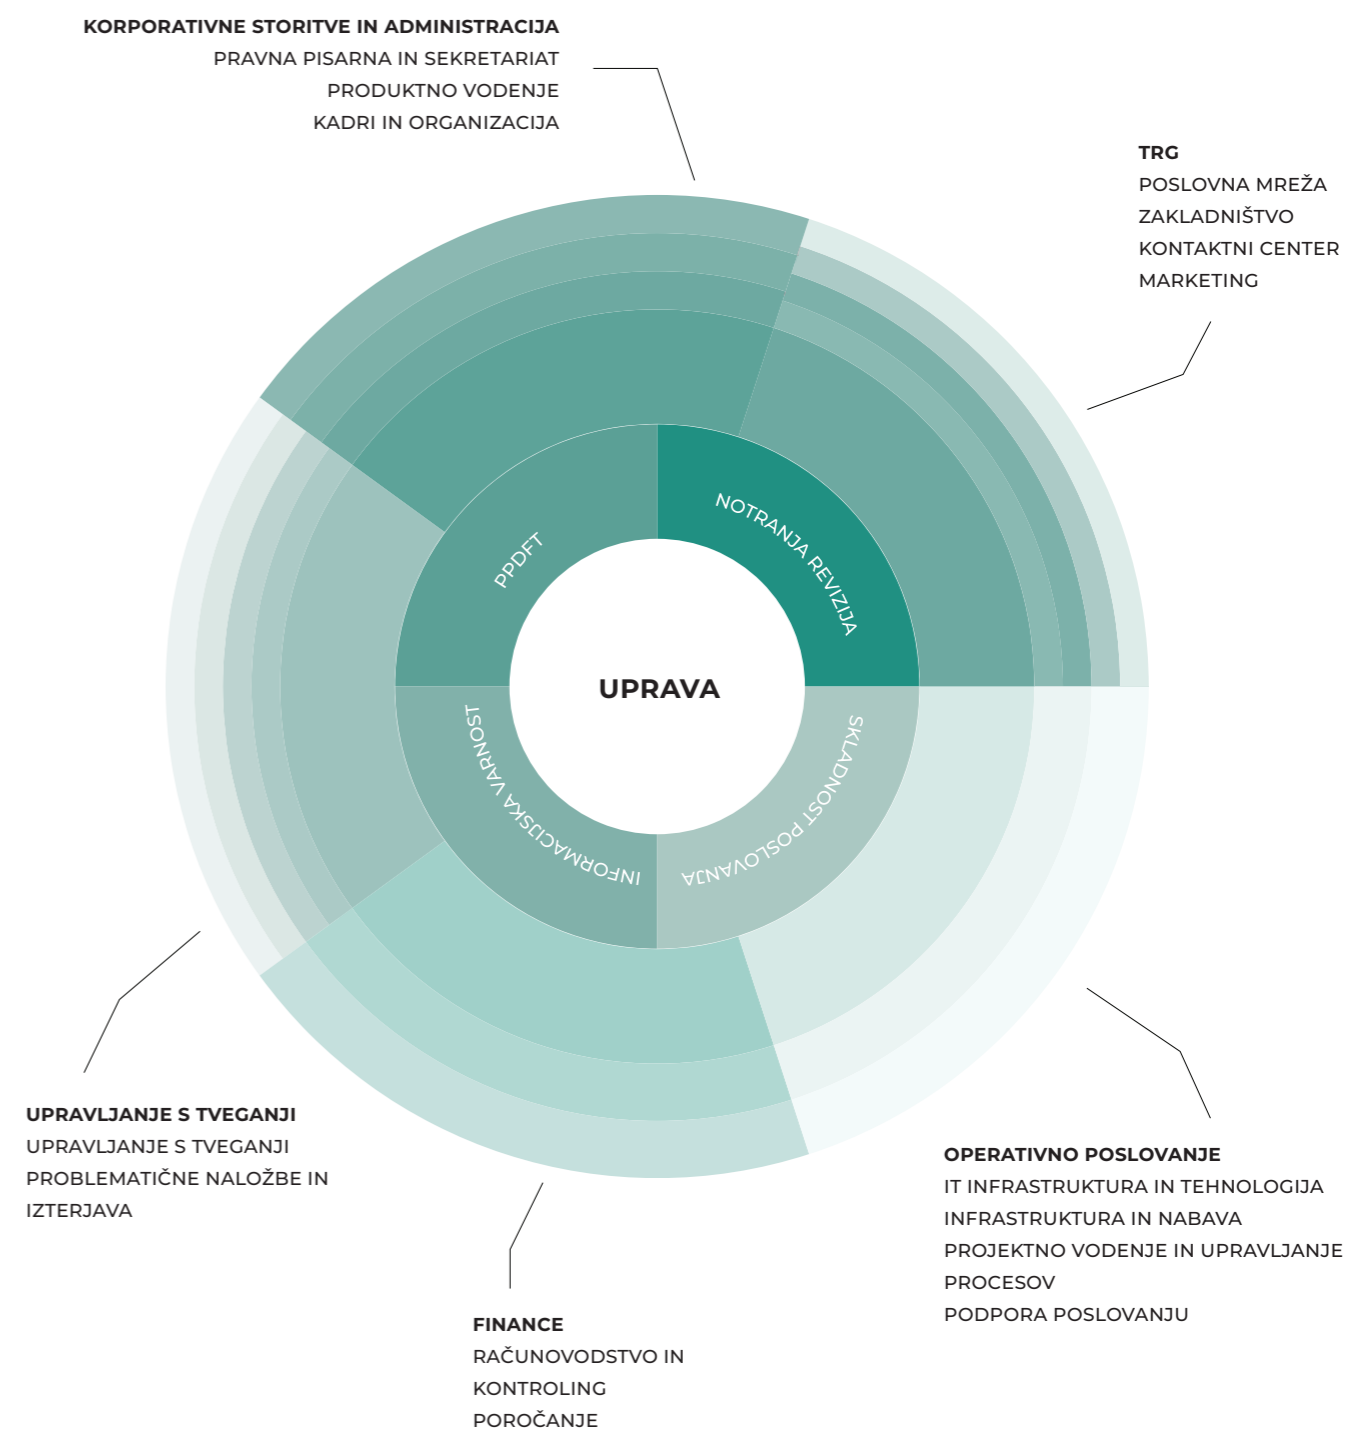 KORPORATIVNE STORITVE IN ADMINISTRACIJA
PRAVNA PISARNA IN SEKRETARIAT
PRODUKTNO VODENJE
KADRI IN ORGANIZACIJA
TRG
POSLOVNA MREŽA
ZAKLADNIŠTVO
KONTAKTNI CENTER
MARKETING
PPDFT
NOTRANJA REVIZIJA
UPRAVA
INFORMACIJSKA VARNOST
SKLADNOST POSLOVANJA
UPRAVLJANJE S TVEGANJI
UPRAVLJANJE S TVEGANJI
PROBLEMATIČNE NALOŽBE IN
IZTERJAVA
OPERATIVNO POSLOVANJE
IT INFRASTRUKTURA IN TEHNOLOGIJA
INFRASTRUKTURA IN NABAVA
PROJEKTNO VODENJE IN UPRAVLJANJE
PROCESOV
PODPORA POSLOVANJU
FINANCE
RAČUNOVODSTVO IN
KONTROLING
POROČANJE